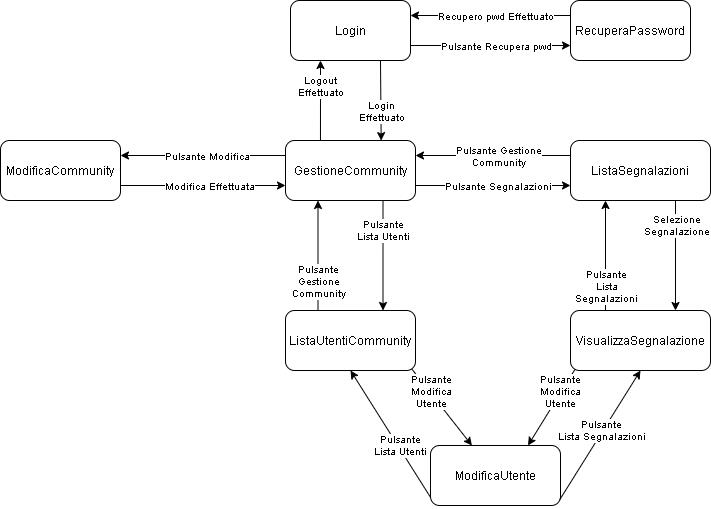 Login
Recupero pwd Effettuato
Pulsante Recupera pwd
RecuperaPassword
Logout
Effettuato
Login
Effettuato
ModificaCommunity
Pulsante Modifica
Modifica Effettuata
GestioneCommunity
Pulsante Gestione
Community
Pulsante Segnalazioni
ListaSegnalazioni
Pulsante
Lista Utenti
Selezione
Segnalazione
Pulsante
Gestione
Community
Pulsante
Lista
Segnalazioni
ListaUtentiCommunity
VisualizzaSegnalazione
Pulsante
Modifica
Utente
Pulsante
Modifica
Utente
Pulsante
Lista Utenti
Pulsante
Lista Segnalazioni
ModificaUtente